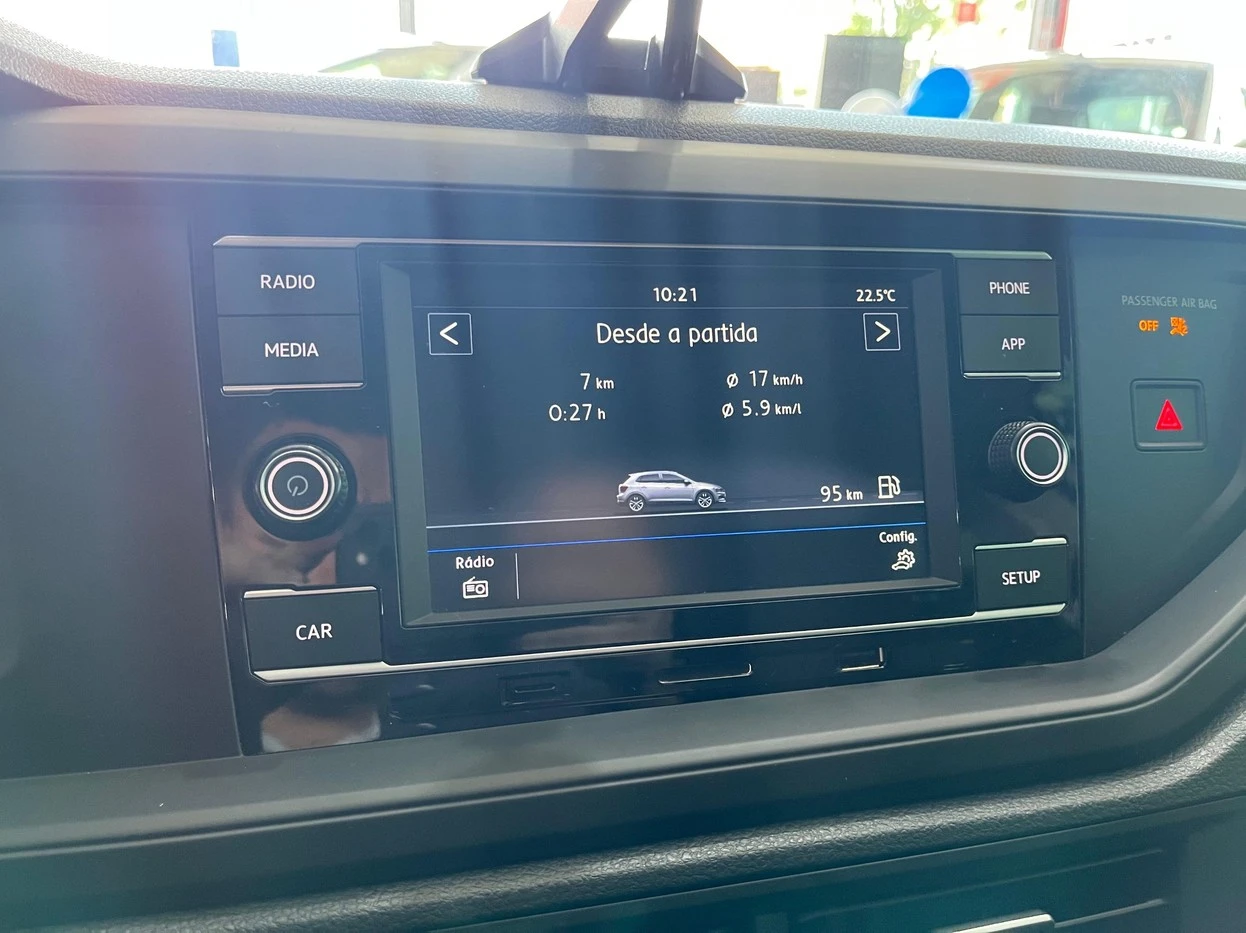 RADIO
MEDIA
CAR
10:21
22.5°C
<
Desde a partida
>
7 km
Ø 17 km/h
0:27 h
Ø 5.9 km/l
95 km
Rádio
Config.
PHONE
APP
SETUP
PASSENGER AIR BAG
OFF